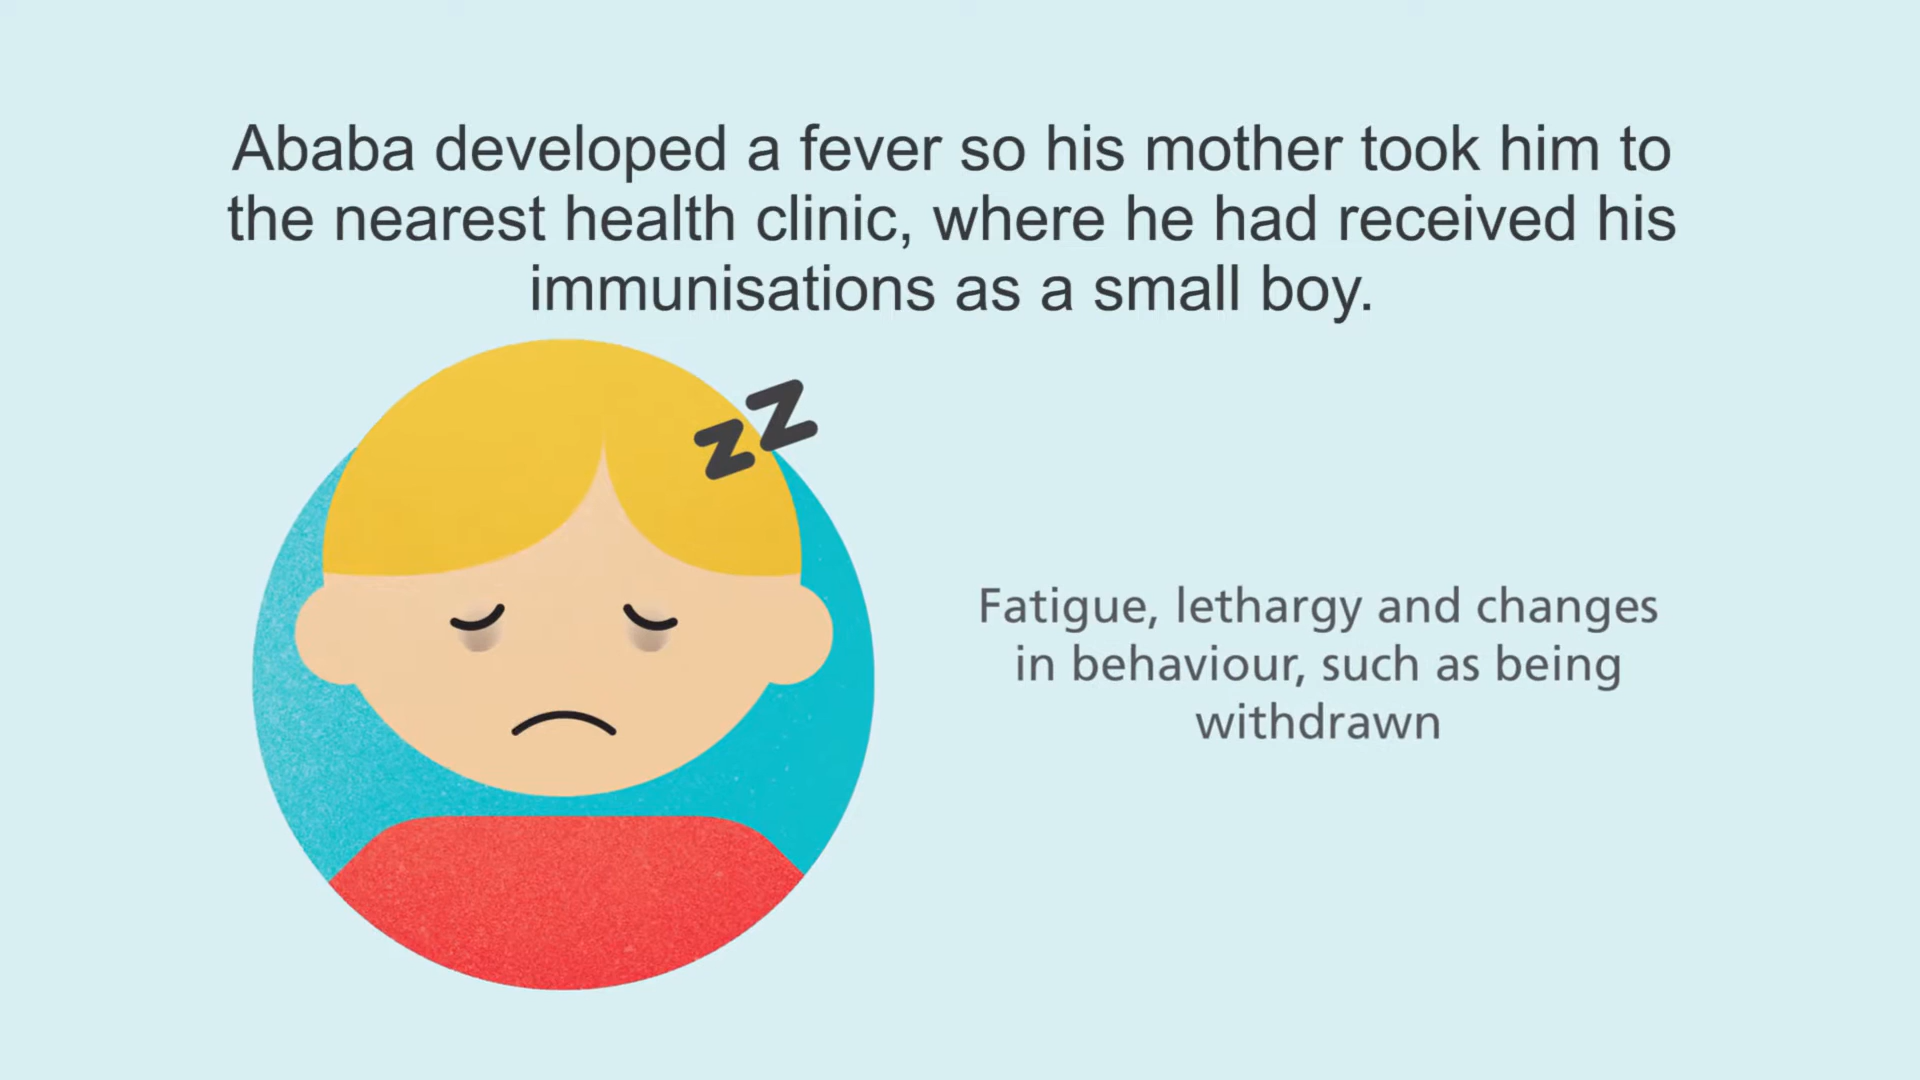 Ababa developed a fever so his mother took him to
the nearest health clinic, where he had received his
immunisations as a small boy.
zz
Fatigue, lethargy and changes
in behaviour, such as being
withdrawn